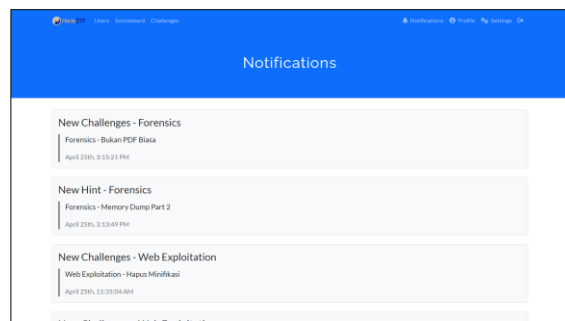 Users Scoreboard Challenges
Notifications Profile Settings
Notifications
New Challenges - Forensics
Forensics - Bukan PDF Biasa
April 25th, 3:15:21 PM
New Hint - Forensics
Forensics - Memory Dump Part 2
April 25th, 3:13:49 PM
New Challenges - Web Exploitation
Web Exploitation - Hapus Minifikasi
April 25th, 11:35:04 AM